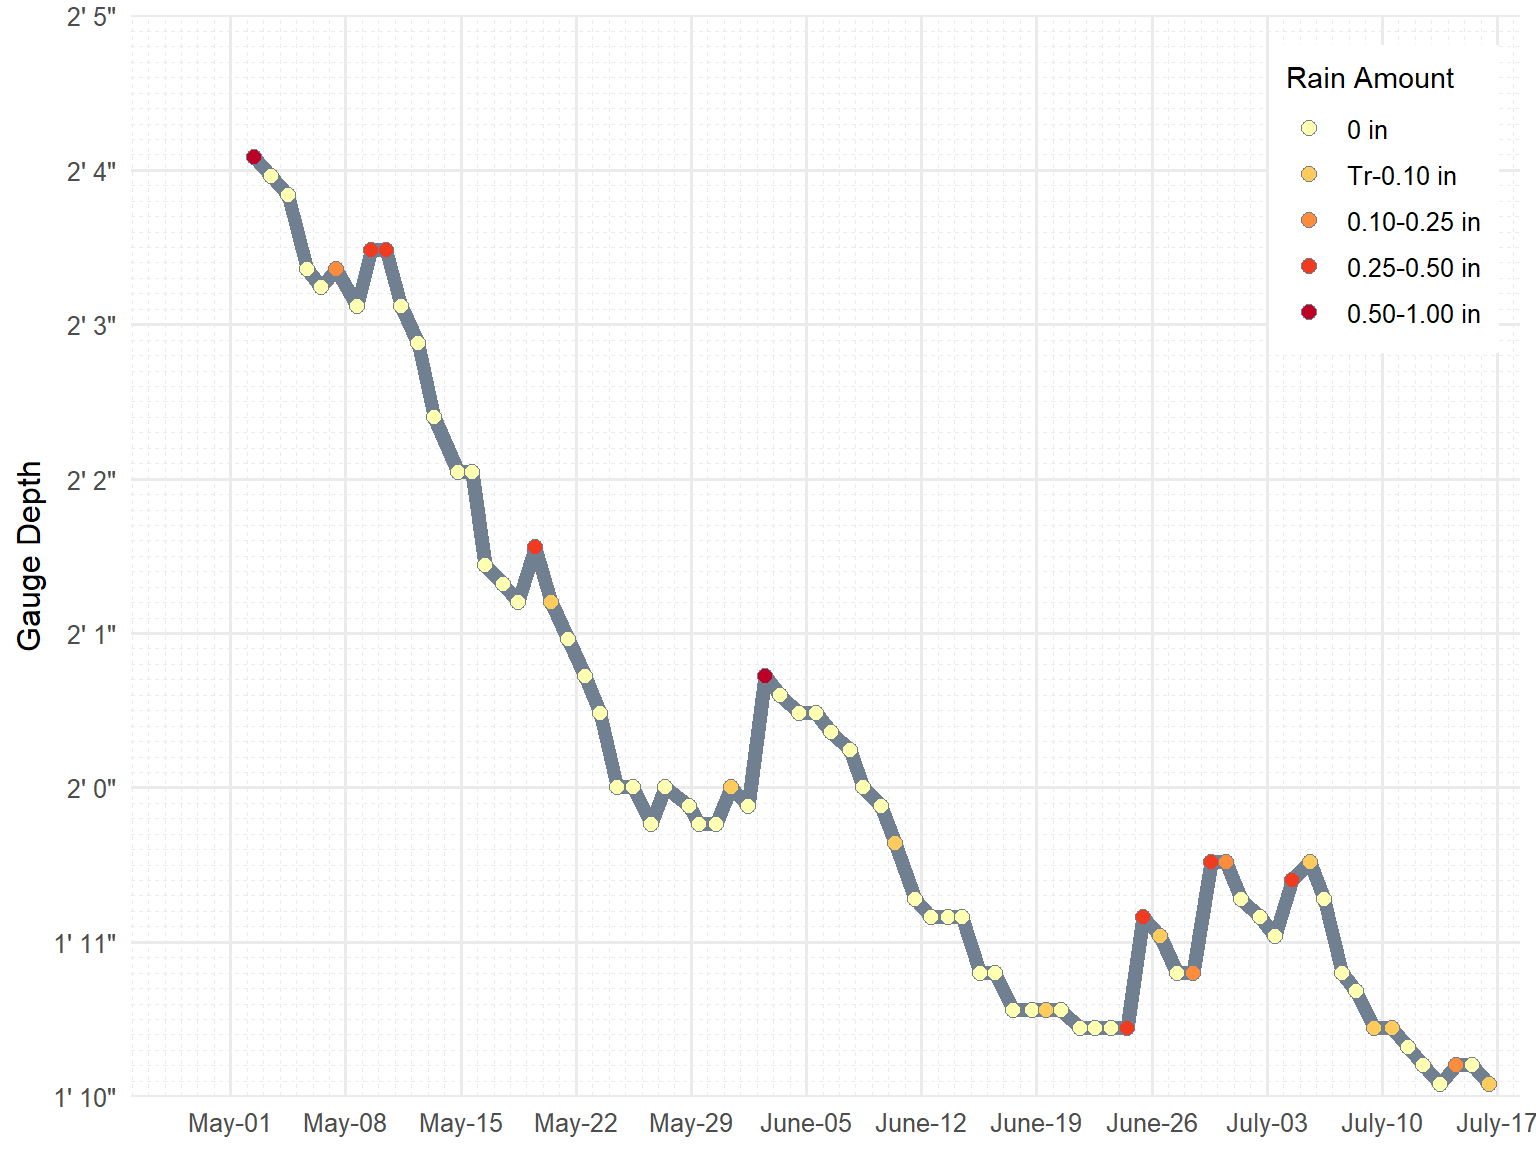 2' 5"
2' 4"
2' 3"
2' 2"
2' 1"
2' 0"
1' 11"
1' 10"
Gauge Depth
Rain Amount
0 in
Tr-0.10 in
0.10-0.25 in
0.25-0.50 in
0.50-1.00 in
May-01 May-08 May-15 May-22 May-29 June-05 June-12 June-19 June-26 July-03 July-10 July-17